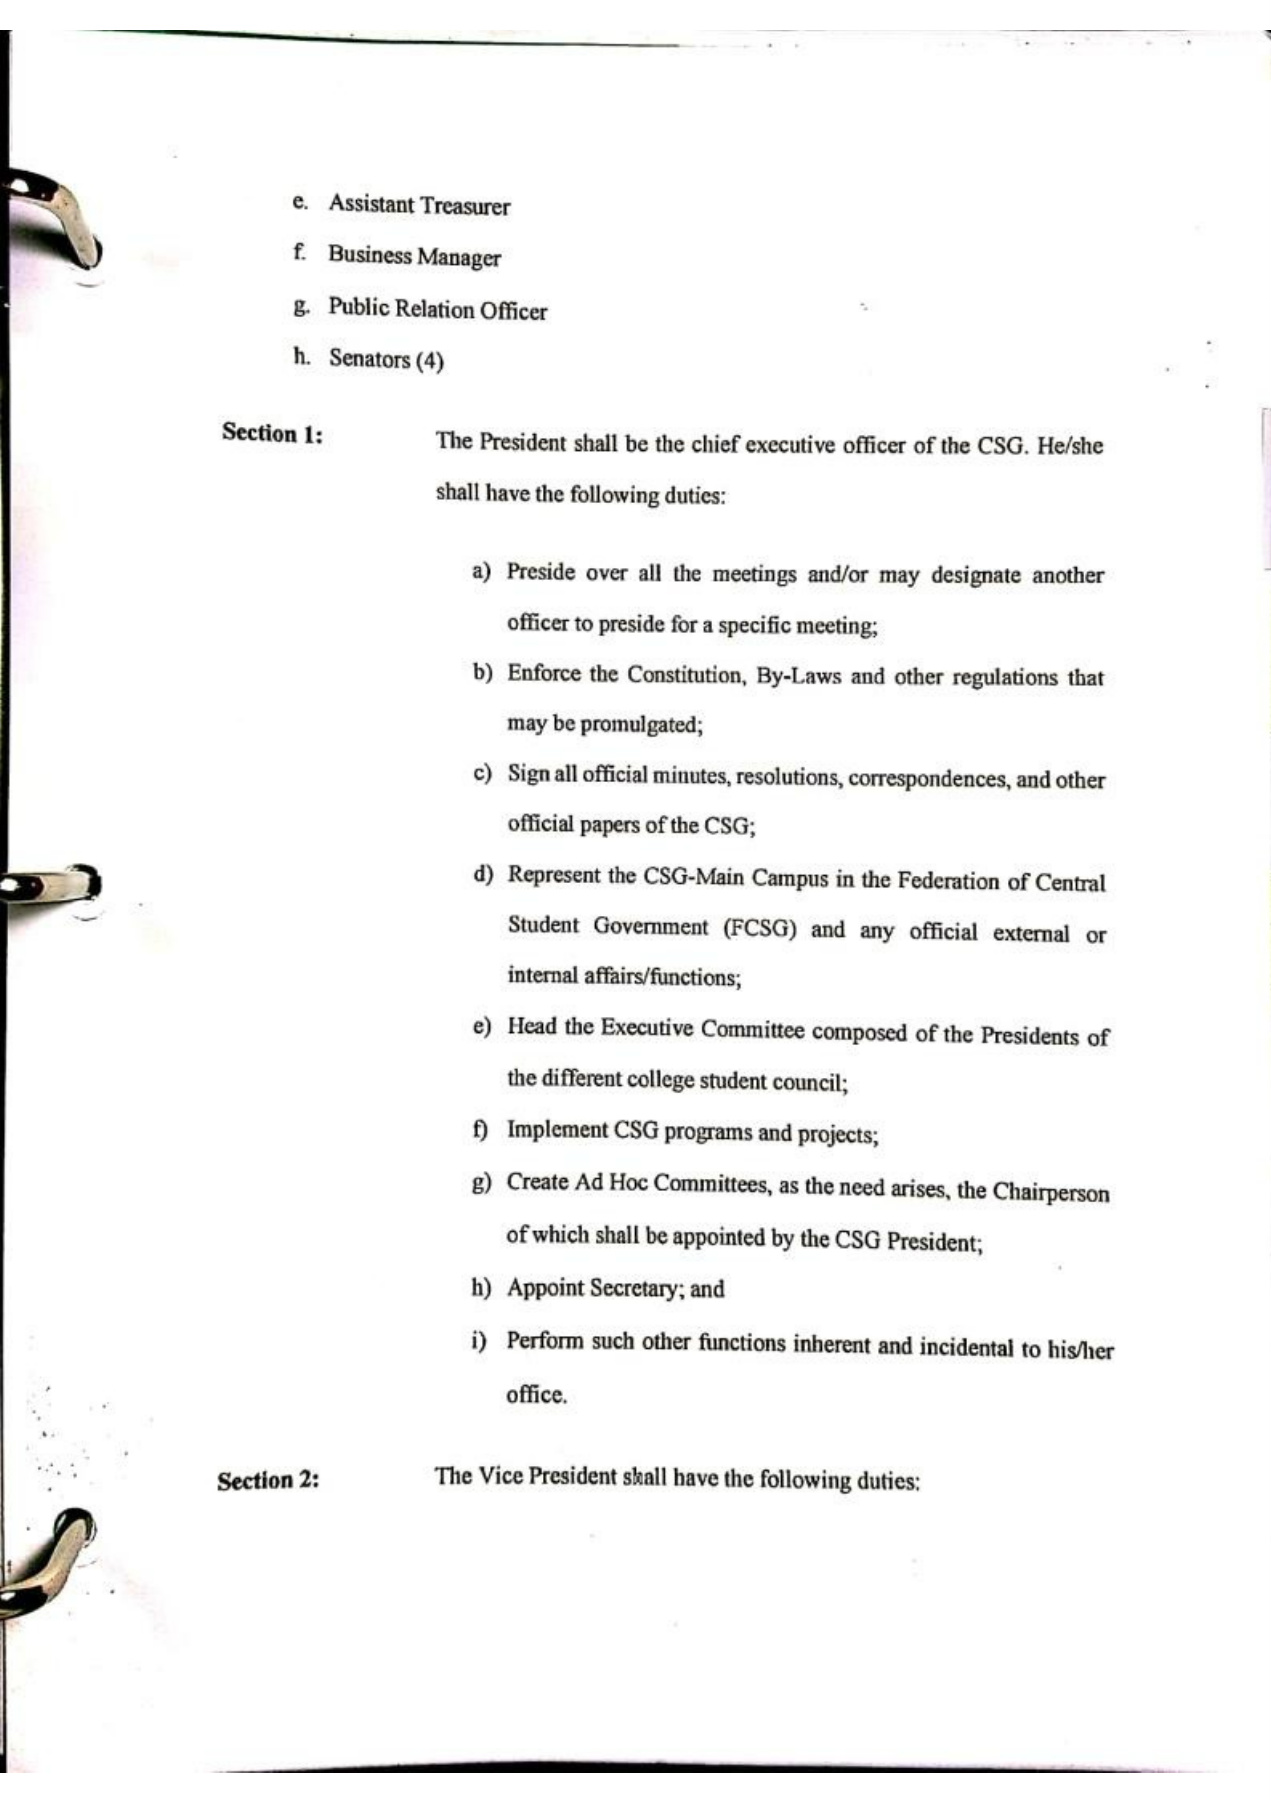 e. Assistant Treasurer
f. Business Manager
g. Public Relation Officer
h. Senators (4)
Section 1:
The President shall be the chief executive officer of the CSG. He/she
shall have the following duties:
a) Preside over all the meetings and/or may designate another
officer to preside for a specific meeting;
b) Enforce the Constitution, By-Laws and other regulations that
may be promulgated;
c) Sign all official minutes, resolutions, correspondences, and other
official papers of the CSG;
d) Represent the CSG-Main Campus in the Federation of Central
Student Government (FCSG) and any official external or
internal affairs/functions;
e) Head the Executive Committee composed of the Presidents of
the different college student council;
f) Implement CSG programs and projects;
g) Create Ad Hoc Committees, as the need arises, the Chairperson
of which shall be appointed by the CSG President;
h) Appoint Secretary; and
i) Perform such other functions inherent and incidental to his/her
office.
Section 2:
The Vice President shall have the following duties: